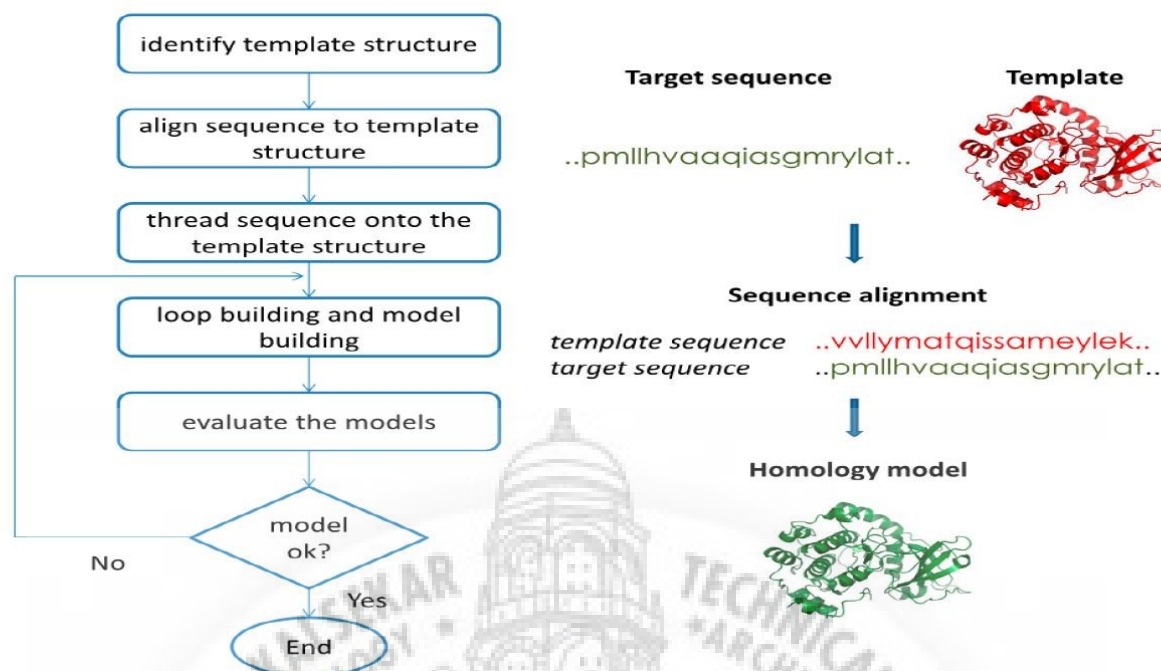 identify template structure
align sequence to template
structure
thread sequence onto the
template structure
loop building and model
building
evaluate the models
model
ok?
No
Yes
End
Target sequence
Template
..pmllhvaaqiasgmrylat..
Sequence alignment
template sequence ..vvllymatqissameylek..
target sequence ..pmllhvaaqiasgmrylat..
Homology model
TECHNICA